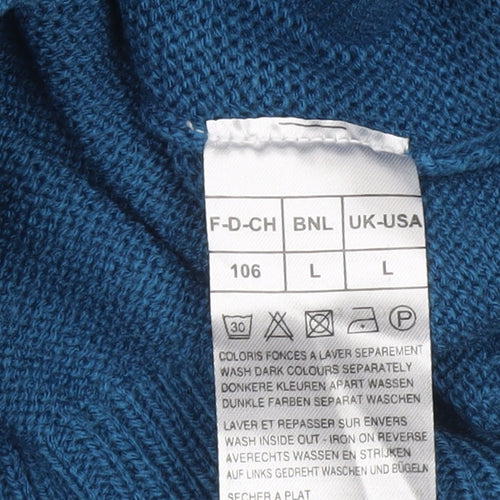 F-D-CH BNL UK-USA
106 L L
30 P
COLORIS FONCES A LAVER SEPAREMENT
WASH DARK COLOURS SEPARATELY
DONKERE KLEUREN APART WASSEN
DUNKLE FARBEN SEPARAT WASCHEN
LAVER ET REPASSER SUR ENVERS
WASH INSIDE OUT - IRON ON REVERSE
AVERECHTS WASSEN EN STRIJKEN
AUF LINKS GEDREHT WASCHEN UND BÜGELN
SECHER A PLAT